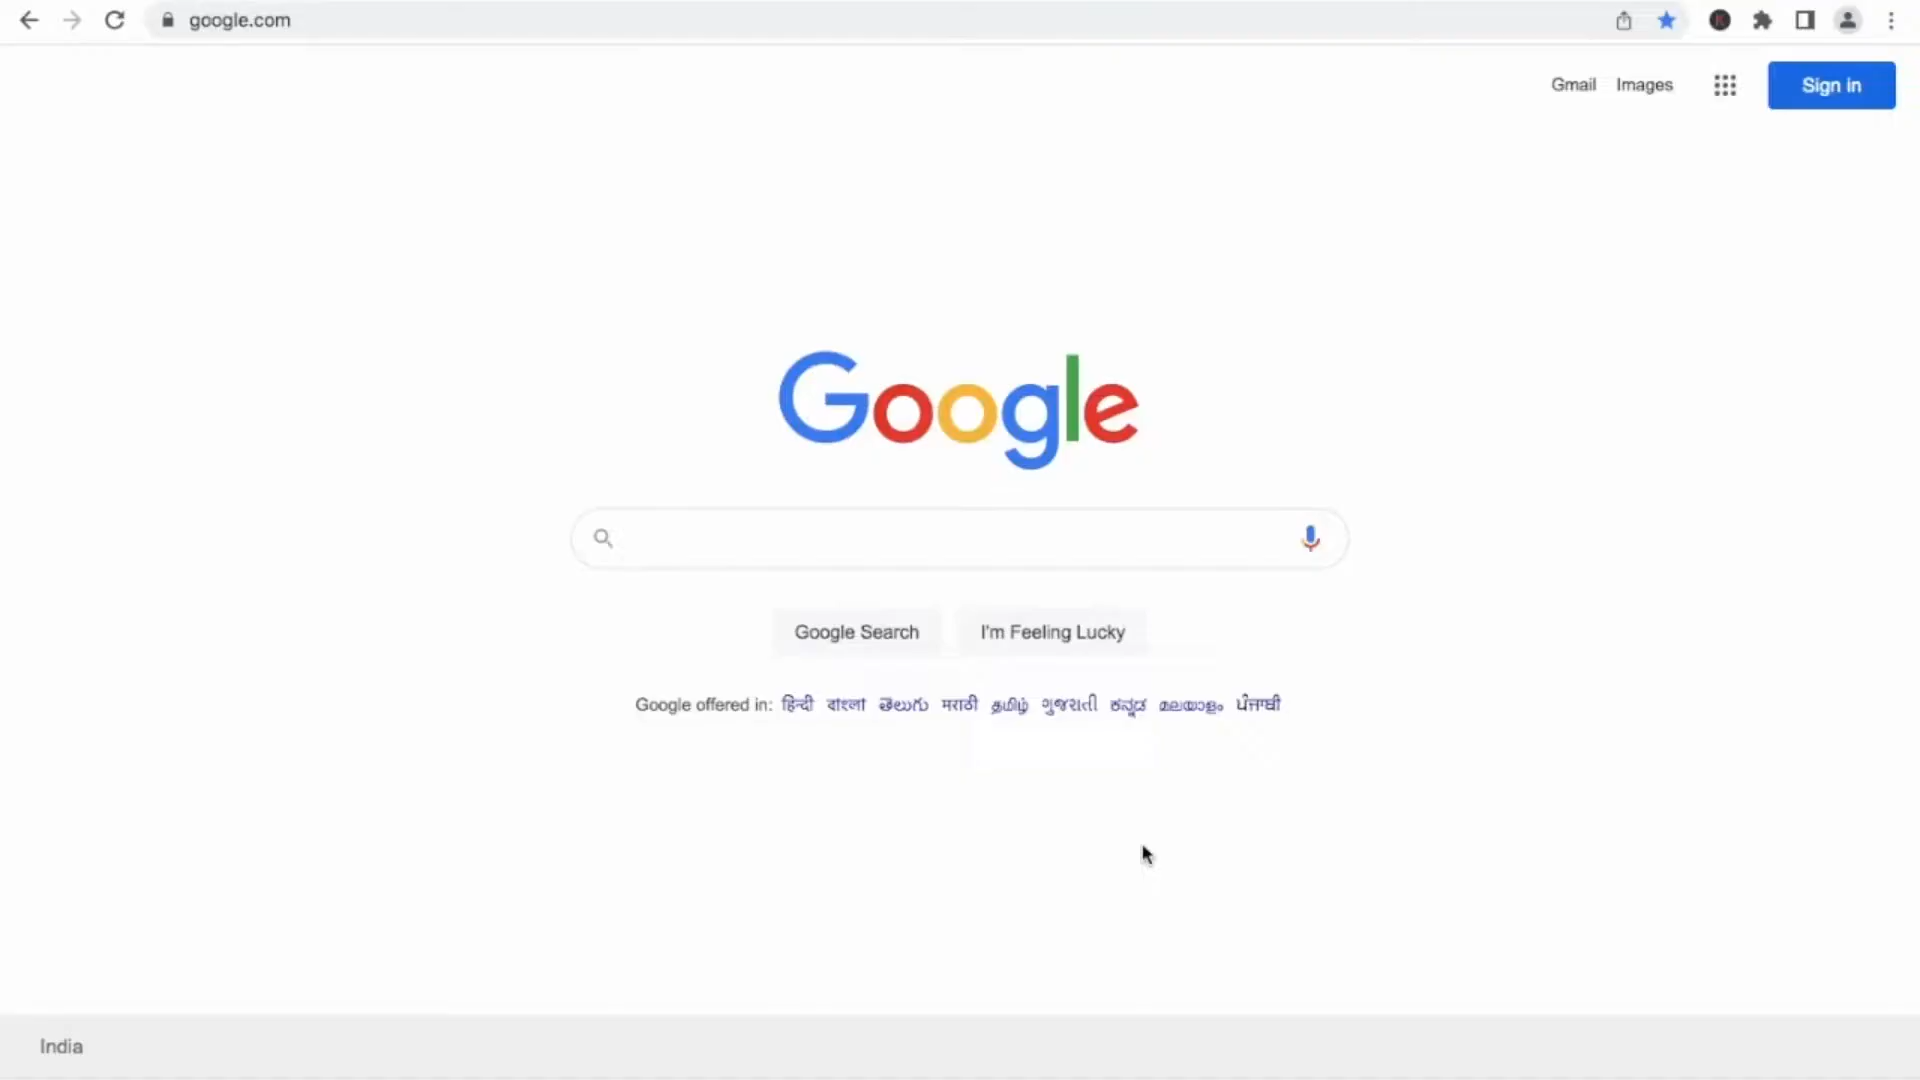 google.com
Gmail Images Sign in
Google
Google Search I'm Feeling Lucky
Google offered in: हिन्दी বাংলা తెలుగు मराठी தமிழ் ગુજરાતી ಕನ್ನಡ മലയാളം ਪੰਜਾਬੀ
India